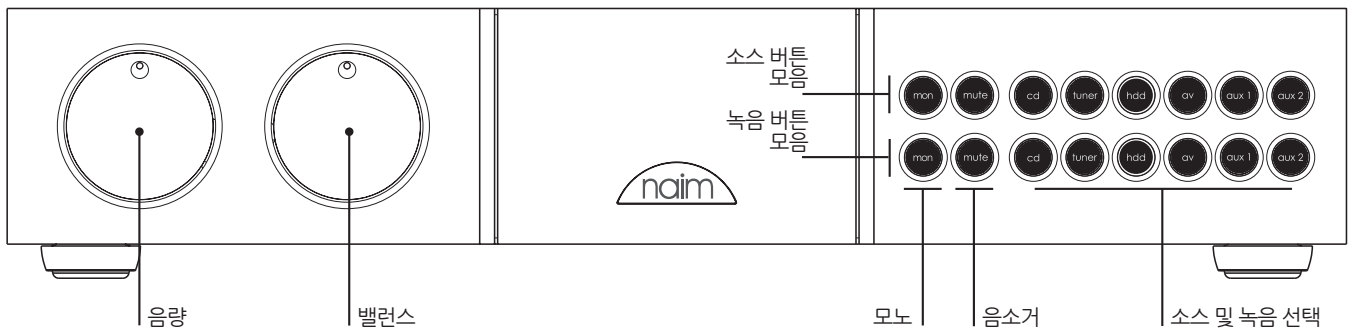 소스 버튼
모음
mon mute cd tuner hdd av aux 1 aux 2
녹음 버튼
모음
mon mute cd tuner hdd av aux 1 aux 2
naim
음량
밸런스
모노
음소거
소스 및 녹음 선택